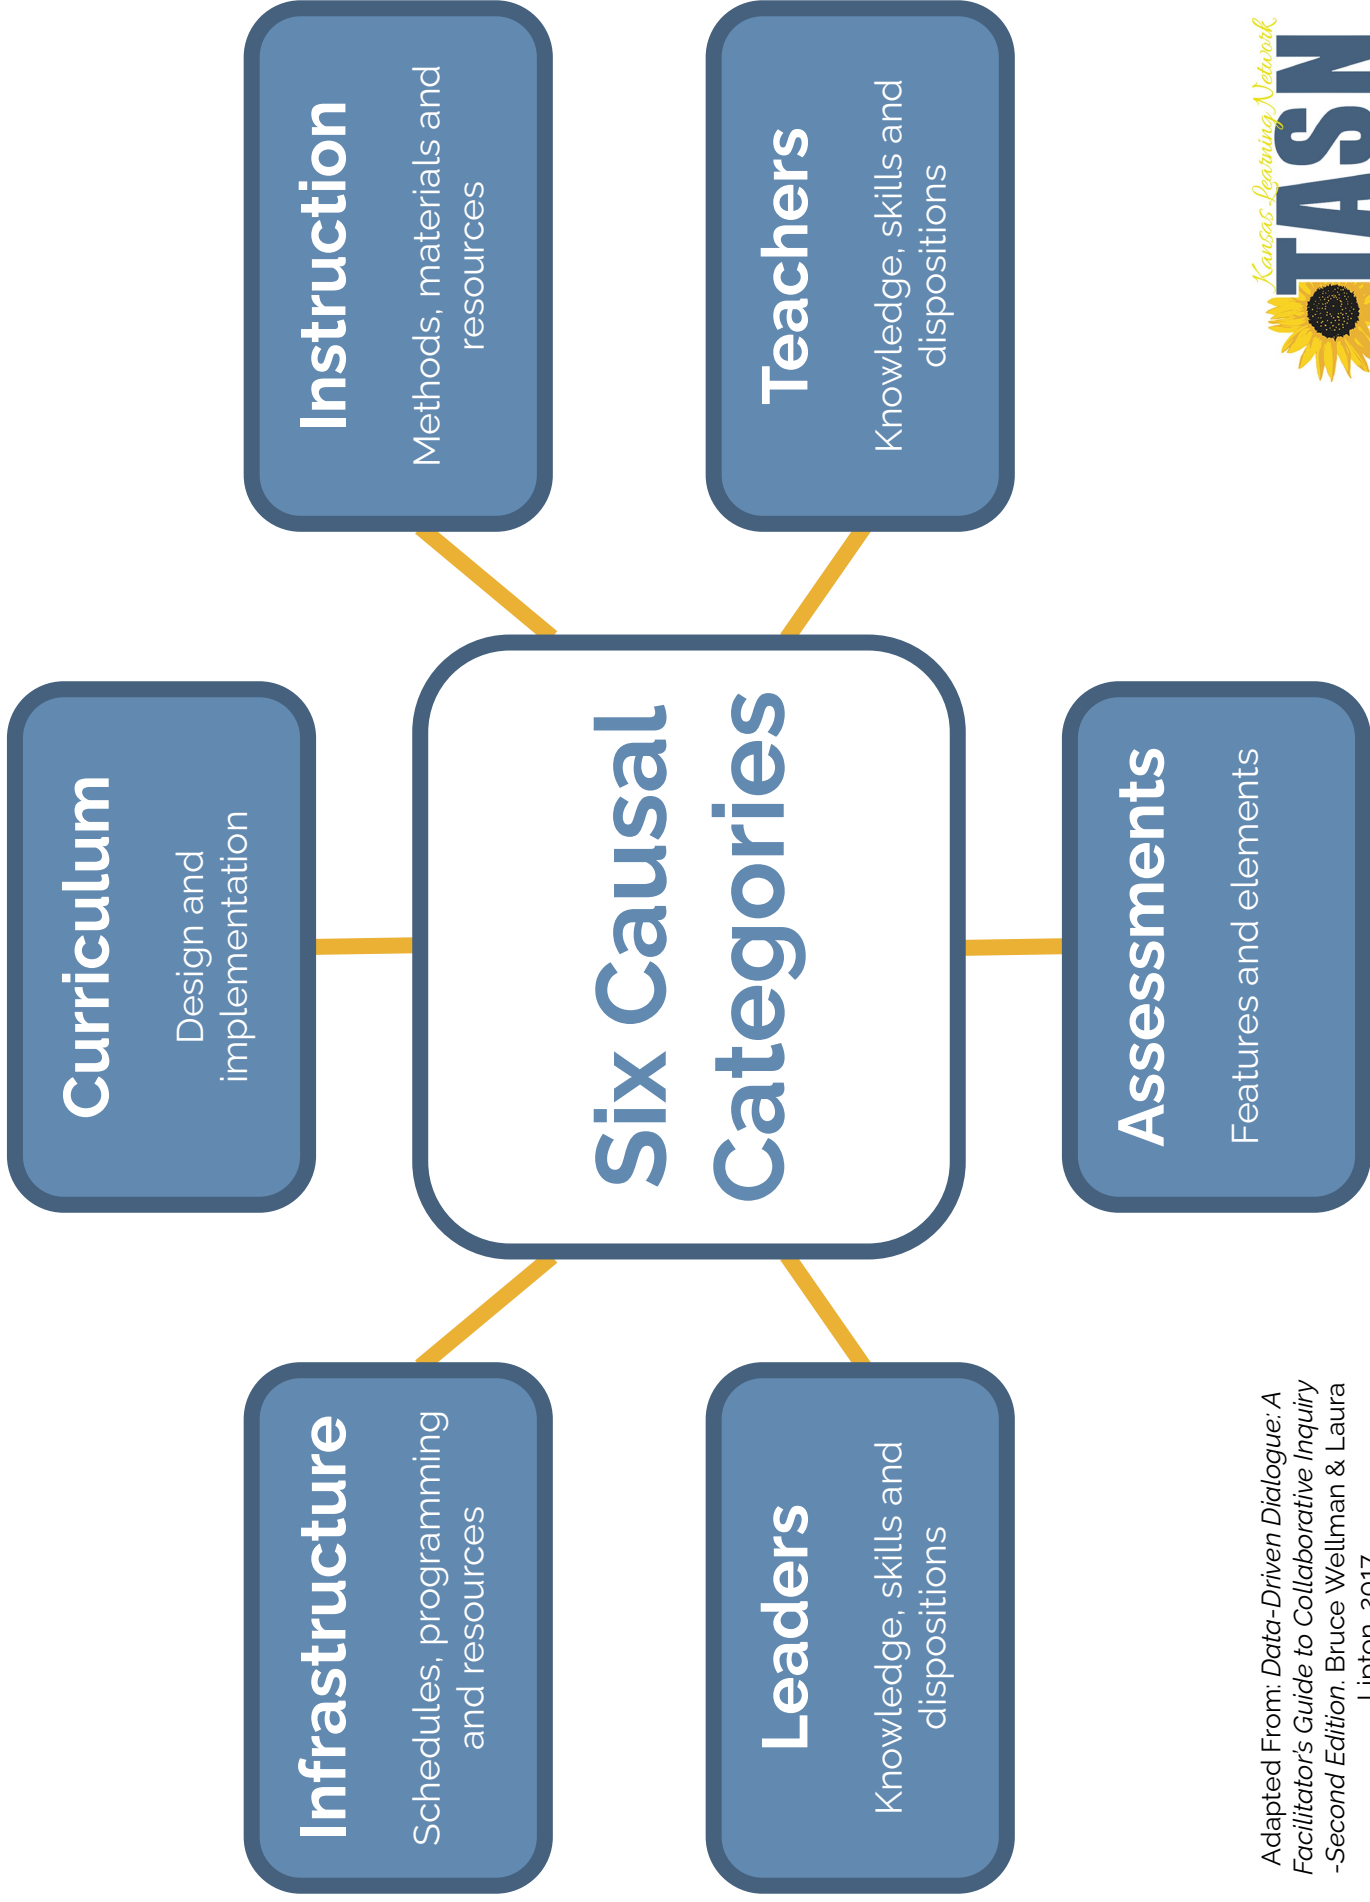 Curriculum
Design and
implementation
Infrastructure
Schedules, programming
and resources
Instruction
Methods, materials and
resources
Six Causal
Categories
Leaders
Knowledge, skills and
dispositions
Teachers
Knowledge, skills and
dispositions
Assessments
Features and elements
Adapted From: Data-Driven Dialogue: A
Facilitator's Guide to Collaborative Inquiry
-Second Edition. Bruce Wellman & Laura
Lipton, 2017
Kansas Learning Network
TASN